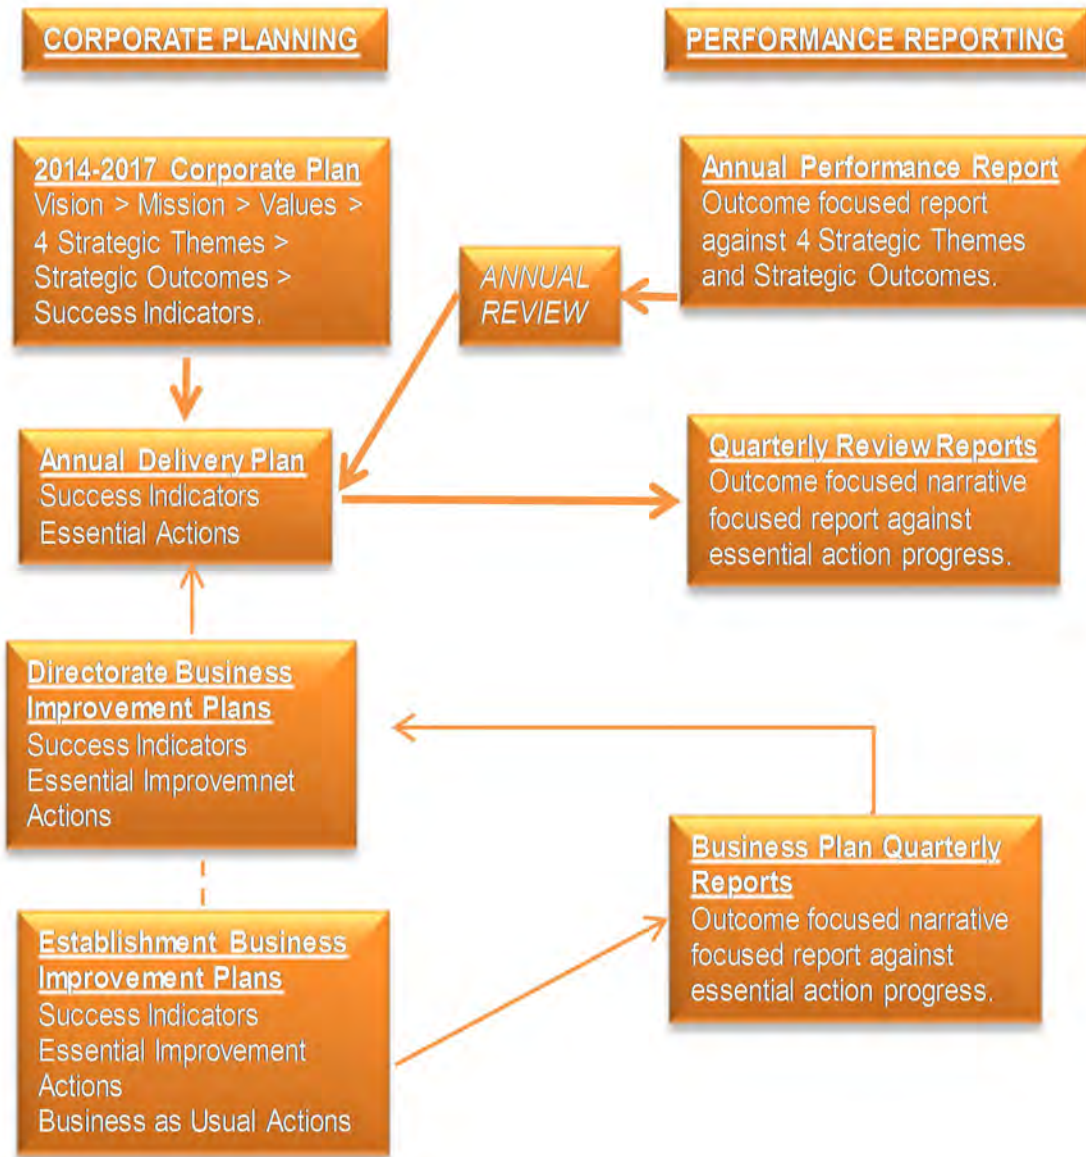 CORPORATE PLANNING
PERFORMANCE REPORTING
2014-2017 Corporate Plan
Vision > Mission > Values >
4 Strategic Themes >
Strategic Outcomes >
Success Indicators.
Annual Performance Report
Outcome focused report
against 4 Strategic Themes
and Strategic Outcomes.
ANNUAL
REVIEW
Annual Delivery Plan
Success Indicators
Essential Actions
Quarterly Review Reports
Outcome focused narrative
focused report against
essential action progress.
Directorate Business
Improvement Plans
Success Indicators
Essential Improvemnet
Actions
Business Plan Quarterly
Reports
Outcome focused narrative
focused report against
essential action progress.
Establishment Business
Improvement Plans
Success Indicators
Essential Improvement
Actions
Business as Usual Actions